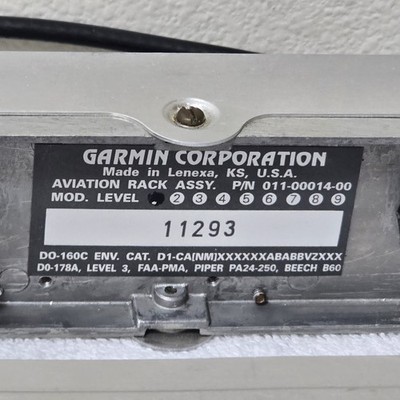 GARMIN CORPORATION
Made in Lenexa, KS, U.S.A.
AVIATION RACK ASSY. P/N 011-00014-00
MOD. LEVEL 2 3 4 5 6 7 8 9
11293
DO-160C ENV. CAT. D1-CA[NM]XXXXXXABABBVZXXX
D0-178A, LEVEL 3, FAA-PMA, PIPER PA24-250, BEECH B60